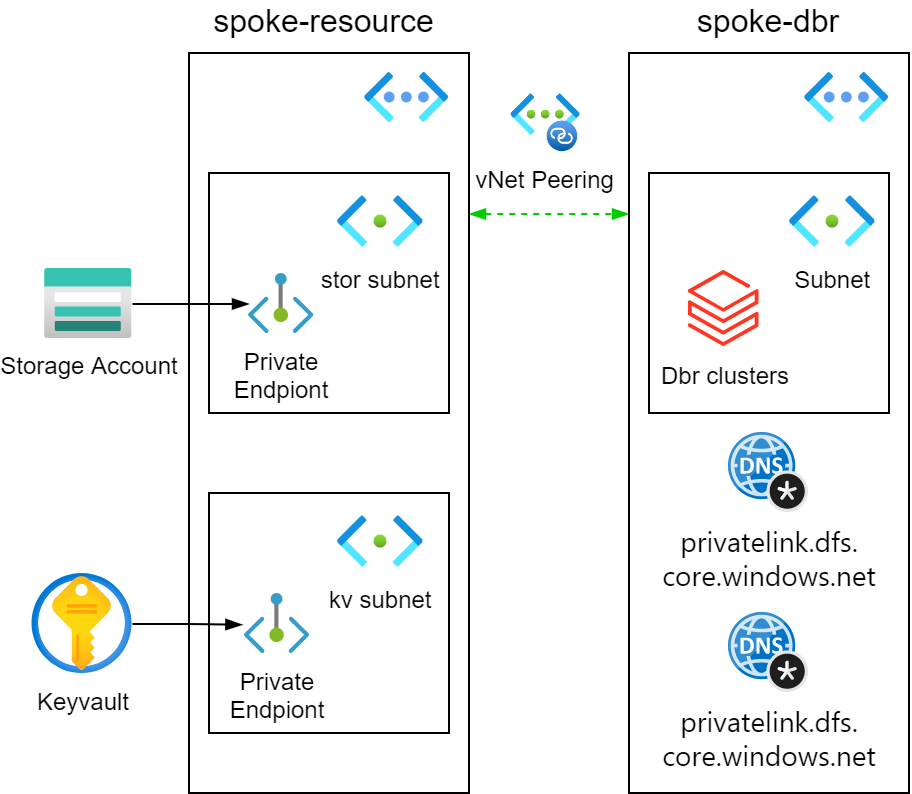 spoke-resource
spoke-dbr
vNet Peering
stor subnet
Subnet
Storage Account
Private
Endpiont
Dbr clusters
DNS
*
privatelink.dfs.
core.windows.net
kv subnet
Keyvault
Private
Endpiont
DNS
*
privatelink.dfs.
core.windows.net